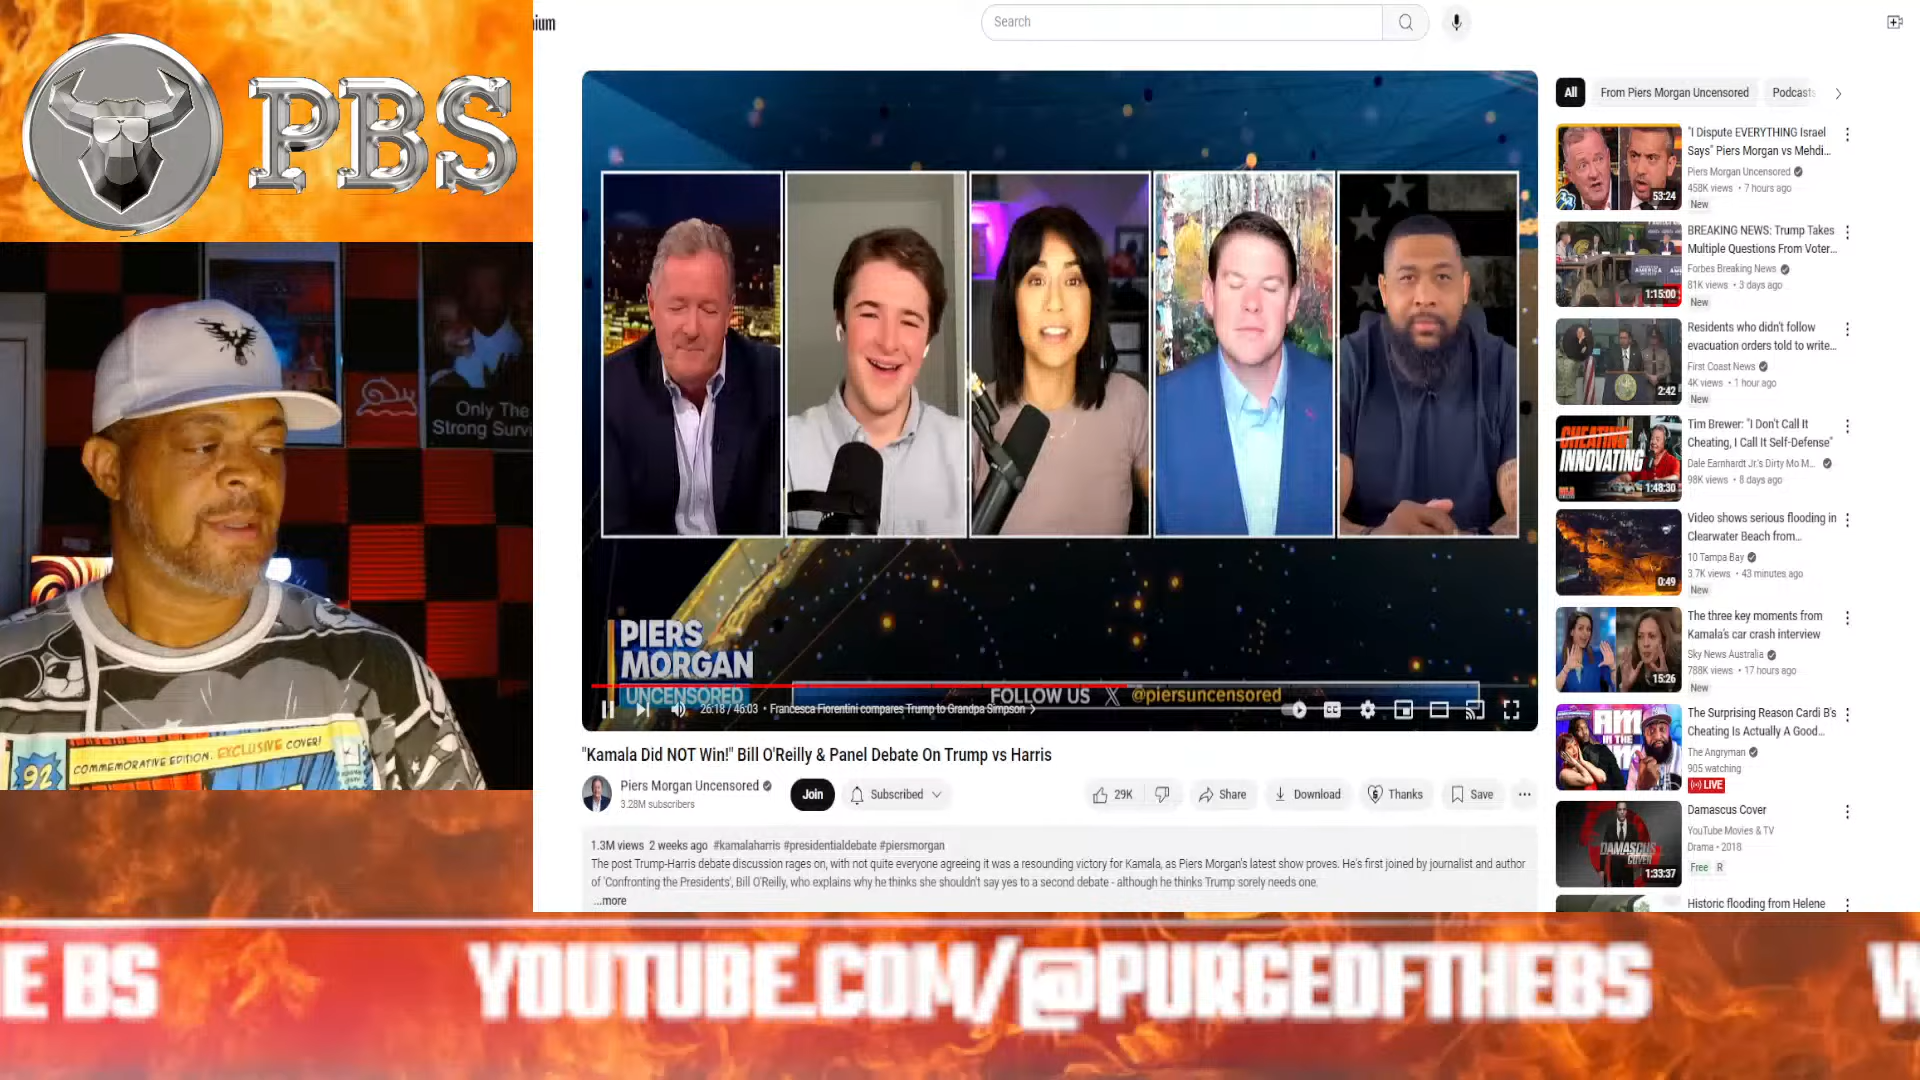 PBS
Only The
Strong Survi
92
COMMEMORATIVE EDITION. EXCLUSIVE COVER!
ium
Search
PIERS
MORGAN
UNCENSORED
FOLLOW US X @piersuncensored
26:18 / 46:03 • Francesca Fiorentini compares Trump to Grandpa Simpson >
CC
"Kamala Did NOT Win!" Bill O'Reilly & Panel Debate On Trump vs Harris
Piers Morgan Uncensored
3.28M subscribers
Join
Subscribed
29K
Share
Download
Thanks
Save
1.3M views 2 weeks ago #kamalaharris #presidentialdebate #piersmorgan
The post Trump-Harris debate discussion rages on, with not quite everyone agreeing it was a resounding victory for Kamala, as Piers Morgan's latest show proves. He's first joined by journalist and author
of 'Confronting the Presidents', Bill O'Reilly, who explains why he thinks she shouldn't say yes to a second debate - although he thinks Trump sorely needs one.
...more
All
From Piers Morgan Uncensored
Podcasts
53:24
"I Dispute EVERYTHING Israel
Says" Piers Morgan vs Mehdi...
Piers Morgan Uncensored
458K views • 7 hours ago
New
1:15:00
BREAKING NEWS: Trump Takes
Multiple Questions From Voter...
Forbes Breaking News
81K views • 3 days ago
New
2:42
Residents who didn't follow
evacuation orders told to write...
First Coast News
4K views • 1 hour ago
New
CHEATING
INNOVATING
1:48:30
Tim Brewer: "I Don't Call It
Cheating, I Call It Self-Defense"
Dale Earnhardt Jr.'s Dirty Mo M...
98K views • 8 days ago
0:49
Video shows serious flooding in
Clearwater Beach from...
10 Tampa Bay
3.7K views • 43 minutes ago
New
15:26
The three key moments from
Kamala's car crash interview
Sky News Australia
788K views • 17 hours ago
New
AM
IN THE
The Surprising Reason Cardi B's
Cheating Is Actually A Good...
The Angryman
905 watching
LIVE
DAMASCUS
COVER
1:33:37
Damascus Cover
YouTube Movies & TV
Drama • 2018
Free R
Historic flooding from Helene
E BS
YOUTUBE.COM/@PURGEOFTHEBS
W